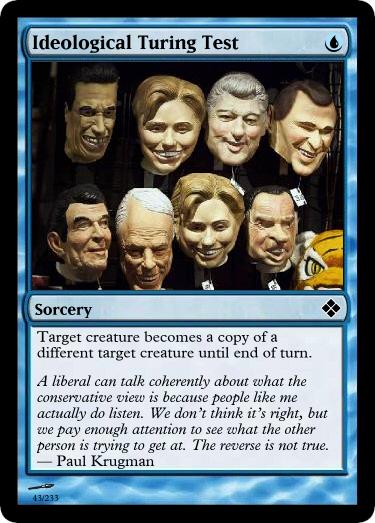 Ideological Turing Test
Sorcery
Target creature becomes a copy of a
different target creature until end of turn.
A liberal can talk coherently about what the
conservative view is because people like me
actually do listen. We don't think it's right, but
we pay enough attention to see what the other
person is trying to get at. The reverse is not true.
— Paul Krugman
43/233